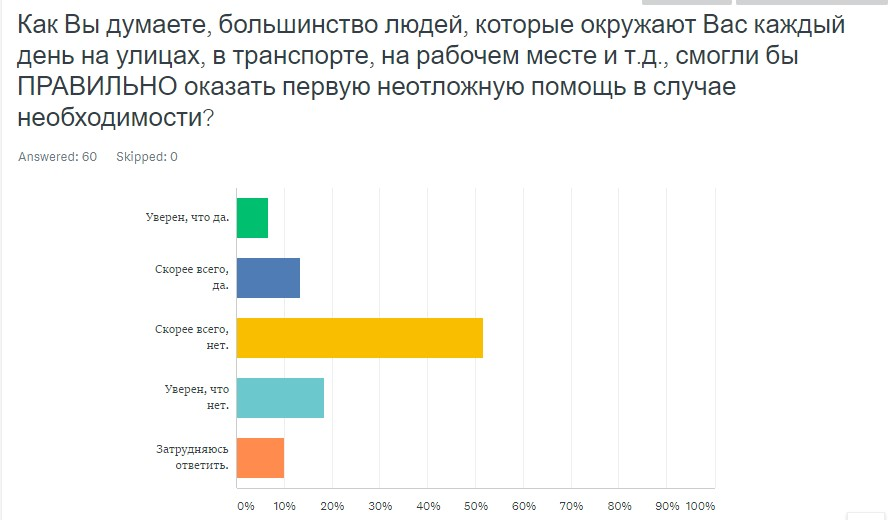 Как Вы думаете, большинство людей, которые окружают Вас каждый
день на улицах, в транспорте, на рабочем месте и т.д., смогли бы
ПРАВИЛЬНО оказать первую неотложную помощь в случае
необходимости?
Answered: 60 Skipped: 0
Уверен, что да.
Скорее всего,
да.
Скорее всего,
нет.
Уверен, что
нет.
Затрудняюсь
ответить.
0% 10% 20% 30% 40% 50% 60% 70% 80% 90% 100%